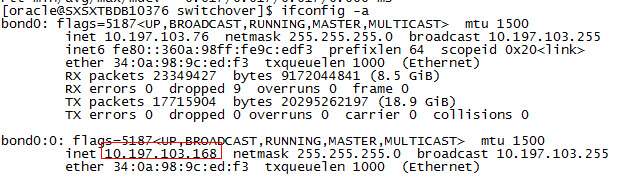 [oracle@SXSXTBDB10376 switchover]$ ifconfig -a
bond0: flags=5187<UP,BROADCAST,RUNNING,MASTER,MULTICAST>  mtu 1500
inet 10.197.103.76  netmask 255.255.255.0  broadcast 10.197.103.255
inet6 fe80::360a:98ff:fe9c:edf3  prefixlen 64  scopeid 0x20<link>
ether 34:0a:98:9c:ed:f3  txqueuelen 1000  (Ethernet)
RX packets 23349427  bytes 9172044841 (8.5 GiB)
RX errors 0  dropped 9  overruns 0  frame 0
TX packets 17715904  bytes 20295262197 (18.9 GiB)
TX errors 0  dropped 0 overruns 0  carrier 0  collisions 0
bond0:0: flags=5187<UP,BROADCAST,RUNNING,MASTER,MULTICAST>  mtu 1500
inet 10.197.103.168  netmask 255.255.255.0  broadcast 10.197.103.255
ether 34:0a:98:9c:ed:f3  txqueuelen 1000  (Ethernet)